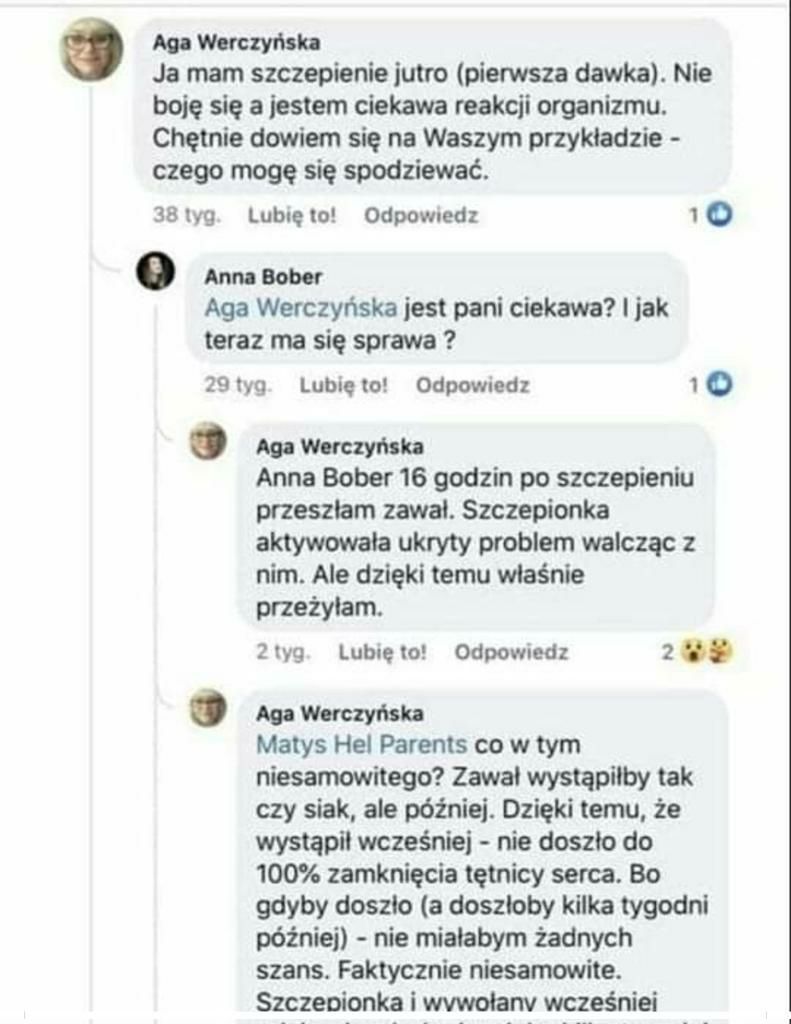 Aga Werczyńska
Ja mam szczepienie jutro (pierwsza dawka). Nie
boję się a jestem ciekawa reakcji organizmu.
Chętnie dowiem się na Waszym przykładzie -
czego mogę się spodziewać.
38 tyg. Lubię to! Odpowiedz 1
Anna Bober
Aga Werczyńska jest pani ciekawa? I jak
teraz ma się sprawa ?
29 tyg. Lubię to! Odpowiedz 1
Aga Werczyńska
Anna Bober 16 godzin po szczepieniu
przeszłam zawał. Szczepionka
aktywowała ukryty problem walcząc z
nim. Ale dzięki temu właśnie
przeżyłam.
2 tyg. Lubię to! Odpowiedz 2
Aga Werczyńska
Matys Hel Parents co w tym
niesamowitego? Zawał wystąpiłby tak
czy siak, ale później. Dzięki temu, że
wystąpił wcześniej - nie doszło do
100% zamknięcia tętnicy serca. Bo
gdyby doszło (a doszłoby kilka tygodni
później) - nie miałabym żadnych
szans. Faktycznie niesamowite.
Szczepionka i wywołany wcześniej